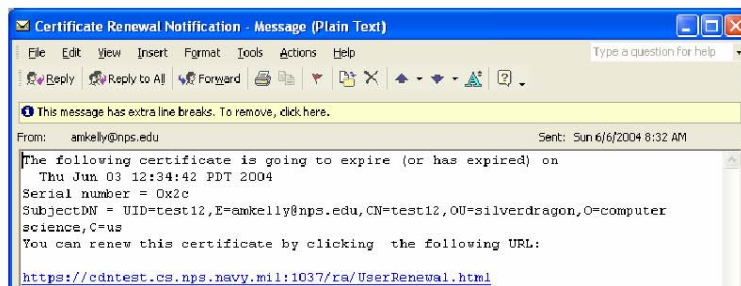 Certificate Renewal Notification - Message (Plain Text)
File Edit View Insert Format Tools Actions Help Type a question for help
Reply Reply to All Forward
This message has extra line breaks. To remove, click here.
From: amkelly@nps.edu Sent: Sun 6/6/2004 8:32 AM
The following certificate is going to expire (or has expired) on
Thu Jun 03 12:34:42 PDT 2004
Serial number = 0x2c
SubjectDN = UID=test12,E=amkelly@nps.edu,CN=test12,OU=silverdragon,O=computer
science,C=us
You can renew this certificate by clicking the following URL:
https://cdntest.cs.nps.navy.mil:1037/ra/UserRenewal.html